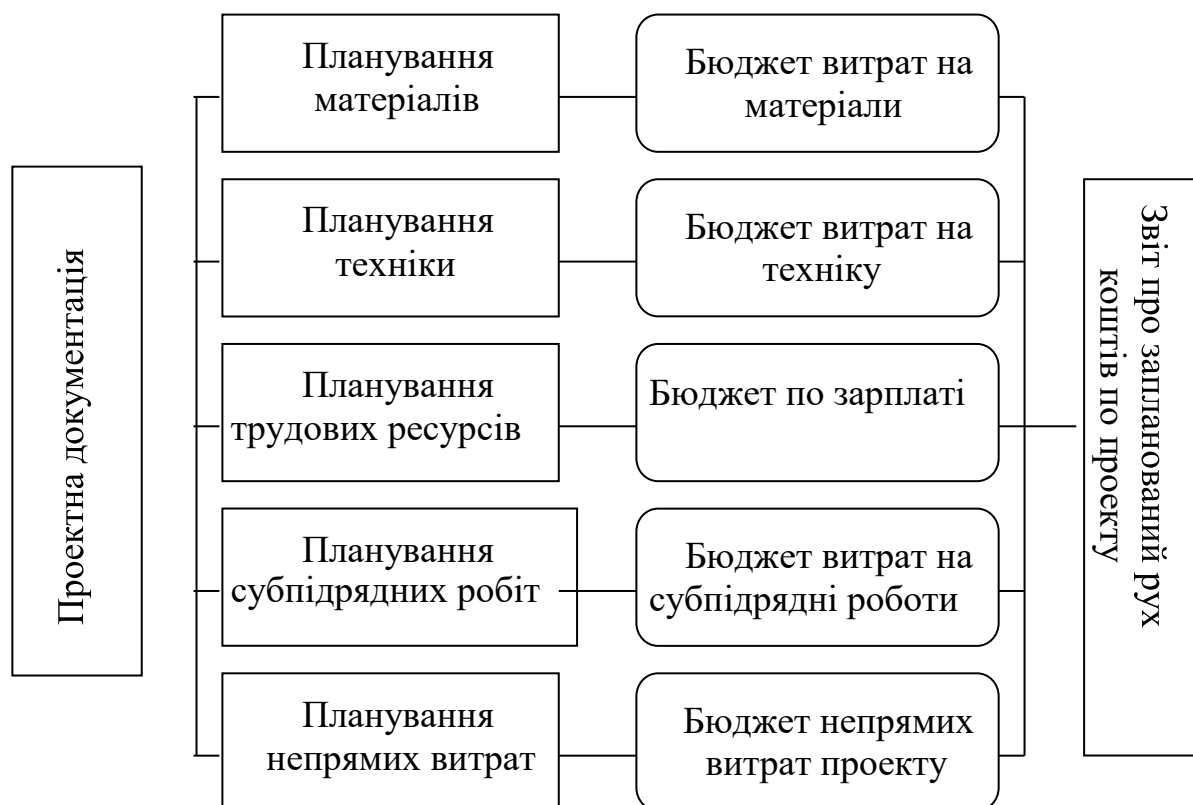 Проектна документація
Планування
матеріалів
Бюджет витрат на
матеріали
Планування
техніки
Бюджет витрат на
техніку
Планування
трудових ресурсів
Бюджет по зарплаті
Планування
субпідрядних робіт
Бюджет витрат на
субпідрядні роботи
Планування
непрямих витрат
Бюджет непрямих
витрат проекту
Звіт про запланований рух
коштів по проекту